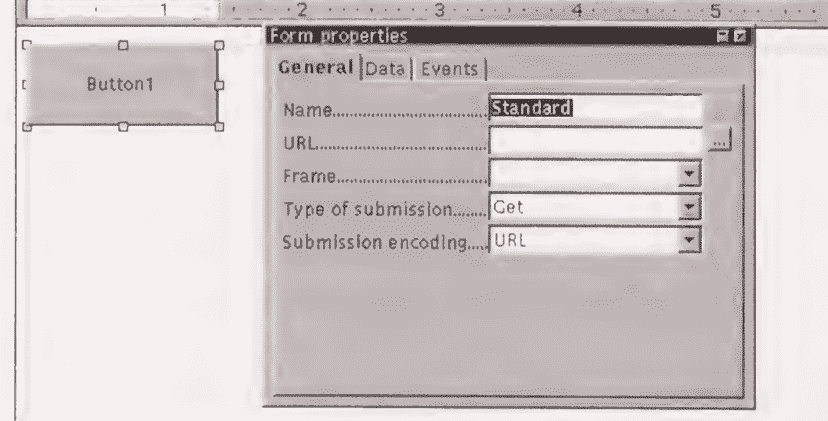 1 2 3 4 5
Form properties
Button1
General Data Events
Name Standard
URL ...
Frame
Type of submission Get
Submission encoding URL